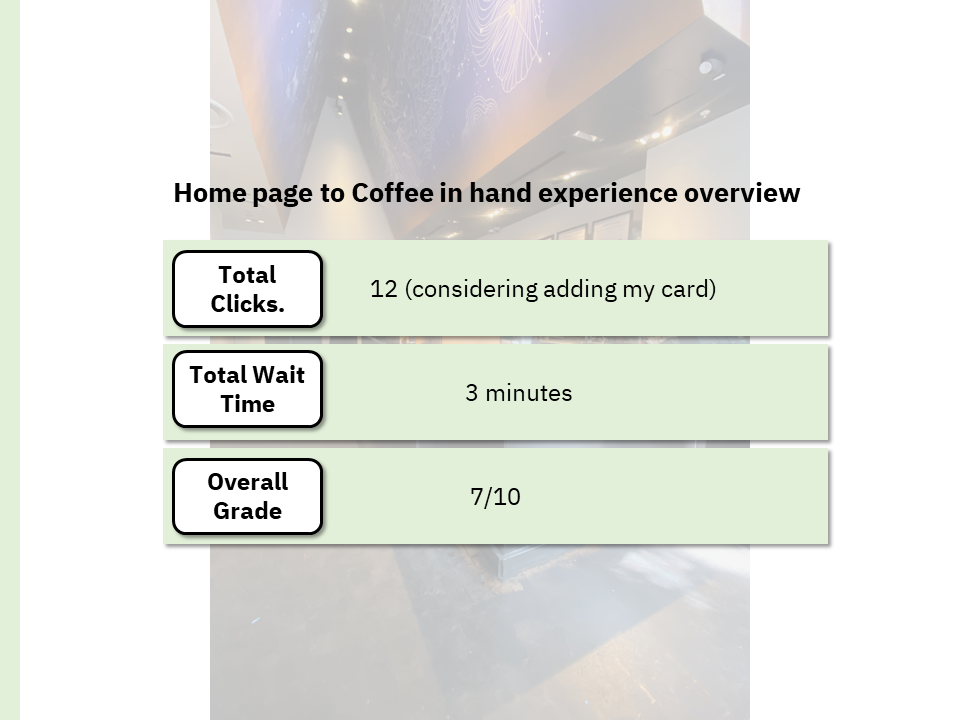 Home page to Coffee in hand experience overview
Total
Clicks.
12 (considering adding my card)
Total Wait
Time
3 minutes
Overall
Grade
7/10